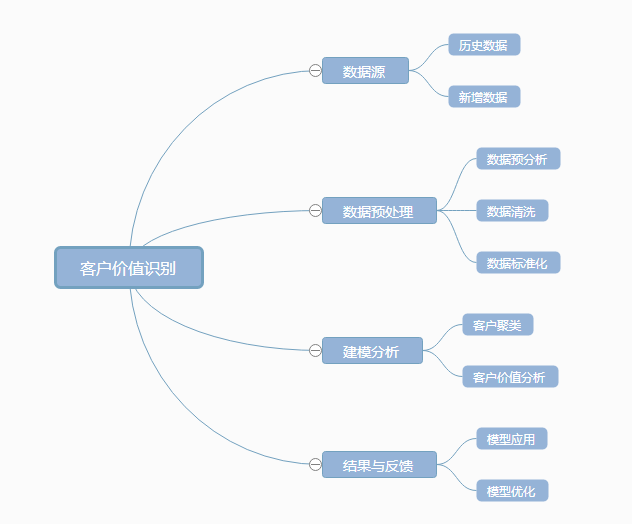 客户价值识别
数据源
历史数据
新增数据
数据预处理
数据预分析
数据清洗
数据标准化
建模分析
客户聚类
客户价值分析
结果与反馈
模型应用
模型优化